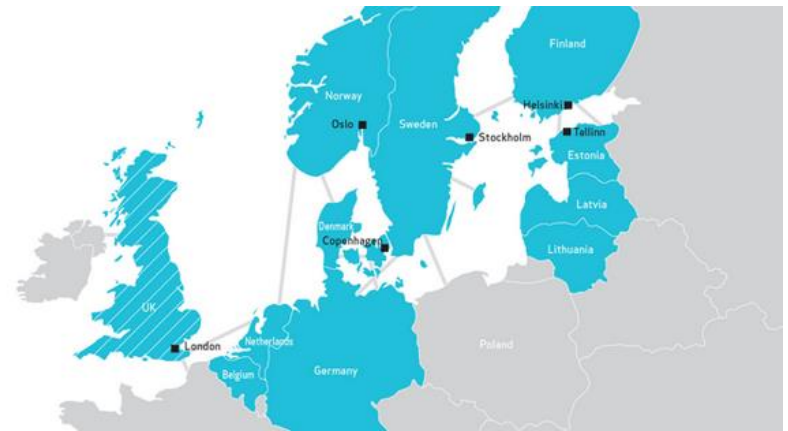 Finland
Norway
Helsinki
Oslo
Sweden
Stockholm
Tallinn
Estonia
Latvia
Denmark
Copenhagen
Lithuania
UK
London
Netherlands
Poland
Belgium
Germany